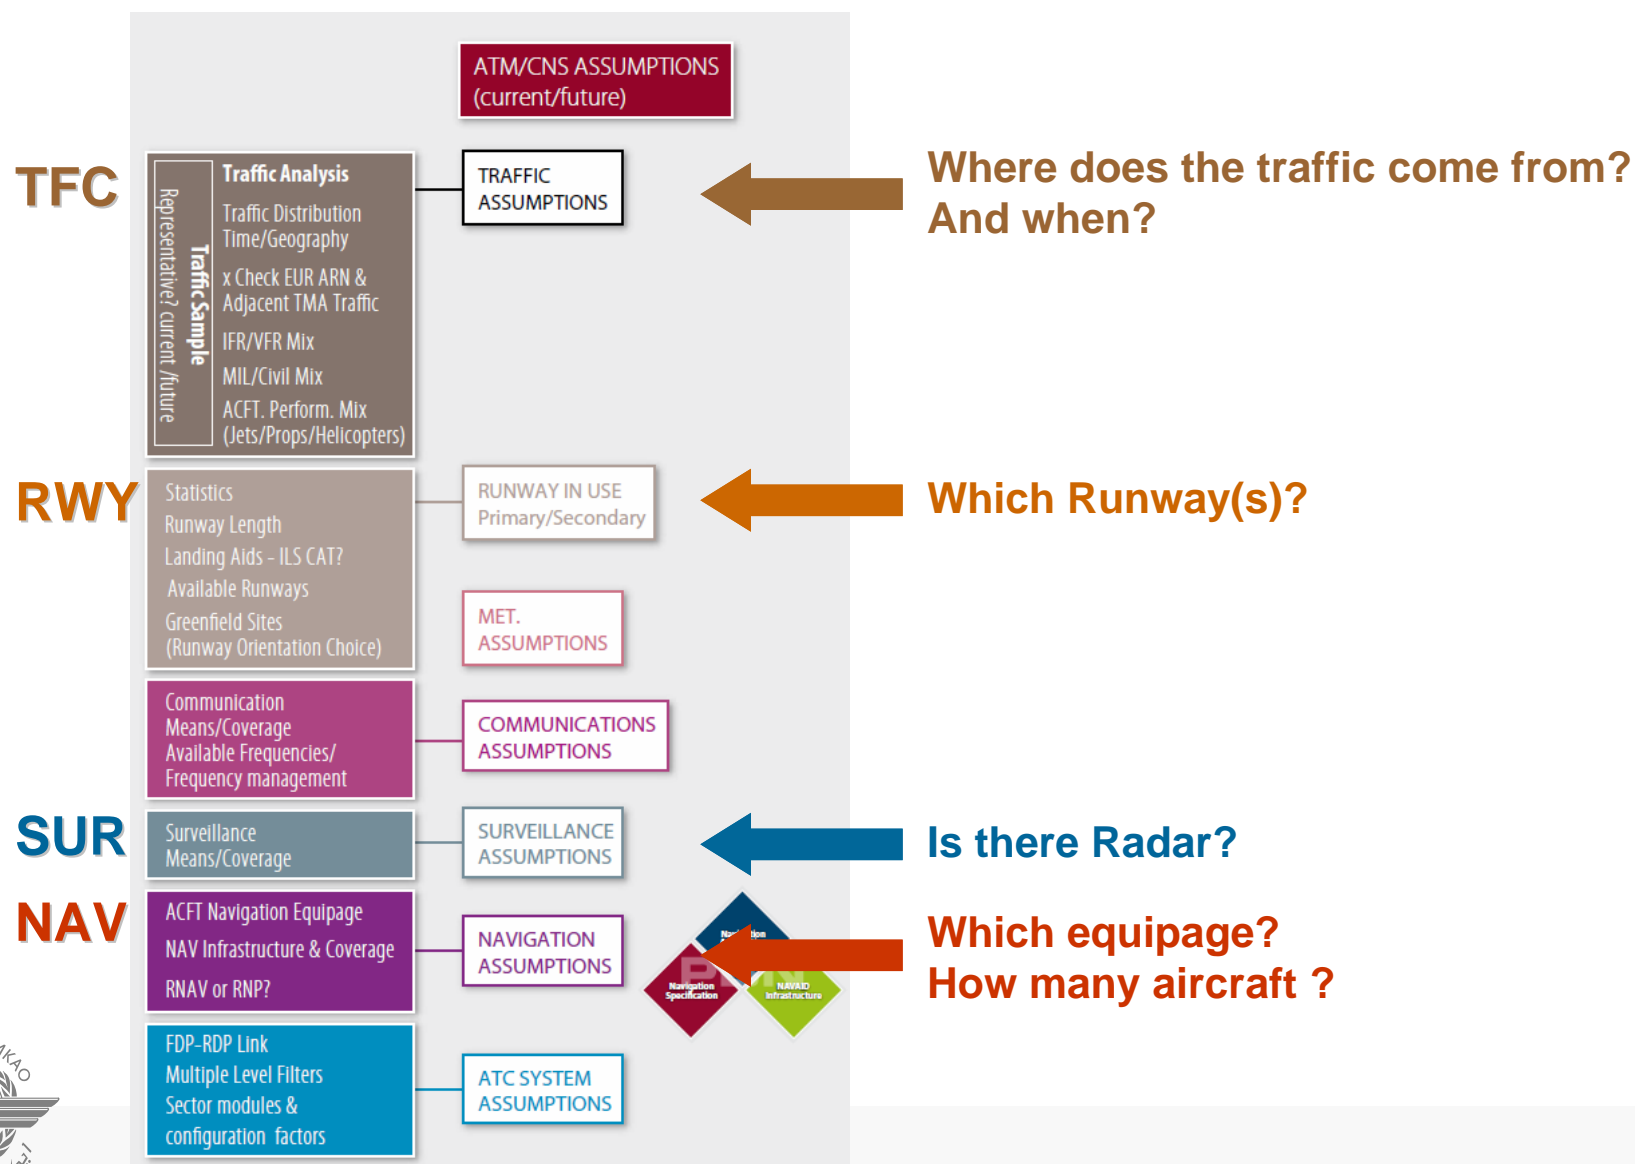 ATM/CNS ASSUMPTIONS
(current/future)
TFC
Traffic Sample
Representative? current /future
Traffic Analysis
Traffic Distribution
Time/Geography
x Check EUR ARN &
Adjacent TMA Traffic
IFR/VFR Mix
MIL/Civil Mix
ACFT. Perform. Mix
(Jets/Props/Helicopters)
TRAFFIC
ASSUMPTIONS
Where does the traffic come from?
And when?
RWY
Statistics
Runway Length
Landing Aids - ILS CAT?
Available Runways
Greenfield Sites
(Runway Orientation Choice)
RUNWAY IN USE
Primary/Secondary
Which Runway(s)?
MET.
ASSUMPTIONS
Communication
Means/Coverage
Available Frequencies/
Frequency management
COMMUNICATIONS
ASSUMPTIONS
SUR
Surveillance
Means/Coverage
SURVEILLANCE
ASSUMPTIONS
Is there Radar?
NAV
ACFT Navigation Equipage
NAV Infrastructure & Coverage
RNAV or RNP?
NAVIGATION
ASSUMPTIONS
Navigation
Specification
NAVAID
Infrastructure
Which equipage?
How many aircraft ?
FDP-RDP Link
Multiple Level Filters
Sector modules &
configuration factors
ATC SYSTEM
ASSUMPTIONS